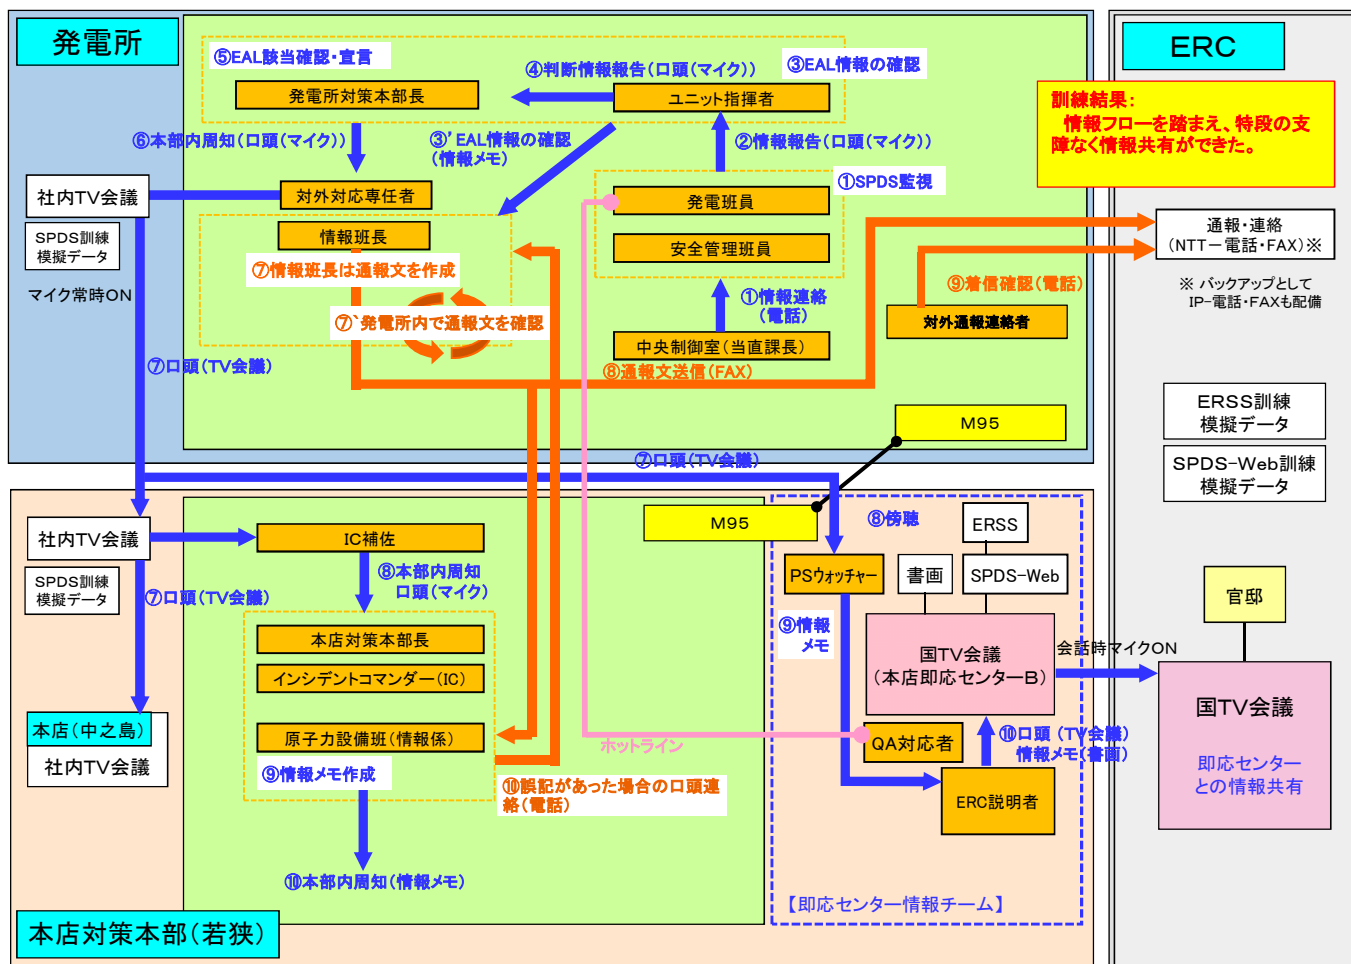 発電所
⑤EAL該当確認・宣言
④判断情報報告(口頭(マイク))
③EAL情報の確認
発電所対策本部長
ユニット指揮者
⑥本部内周知(口頭(マイク))
③’EAL情報の確認
(情報メモ)
②情報報告(口頭(マイク))
①SPDS監視
社内TV会議
対外対応専任者
発電班員
SPDS訓練
模擬データ
情報班長
安全管理班員
マイク常時ON
⑦情報班長は通報文を作成
①情報連絡
(電話)
⑦`発電所内で通報文を確認
中央制御室(当直課長)
⑦口頭(TV会議)
⑧通報文送信(FAX)
⑨着信確認(電話)
対外通報連絡者
M95
⑦口頭(TV会議)
ERC
訓練結果:
情報フローを踏まえ、特段の支
障なく情報共有ができた。
通報・連絡
(NTT-電話・FAX)※
※ バックアップとして
IP-電話・FAXも配備
ERSS訓練
模擬データ
SPDS-Web訓練
模擬データ
官邸
国TV会議
即応センター
との情報共有
社内TV会議
SPDS訓練
模擬データ
IC補佐
⑦口頭(TV会議)
⑧本部内周知
口頭(マイク)
本店対策本部長
インシデントコマンダー(IC)
原子力設備班(情報係)
⑨情報メモ作成
本店(中之島)
社内TV会議
⑩誤記があった場合の口頭連
絡(電話)
⑩本部内周知(情報メモ)
ホットライン
M95
⑧傍聴
ERSS
PSウォッチャー
書画
SPDS-Web
⑨情報
メモ
国TV会議
(本店即応センターB)
会話時マイクON
QA対応者
⑩口頭 (TV会議)
情報メモ(書画)
ERC説明者
【即応センター情報チーム】
本店対策本部(若狭)